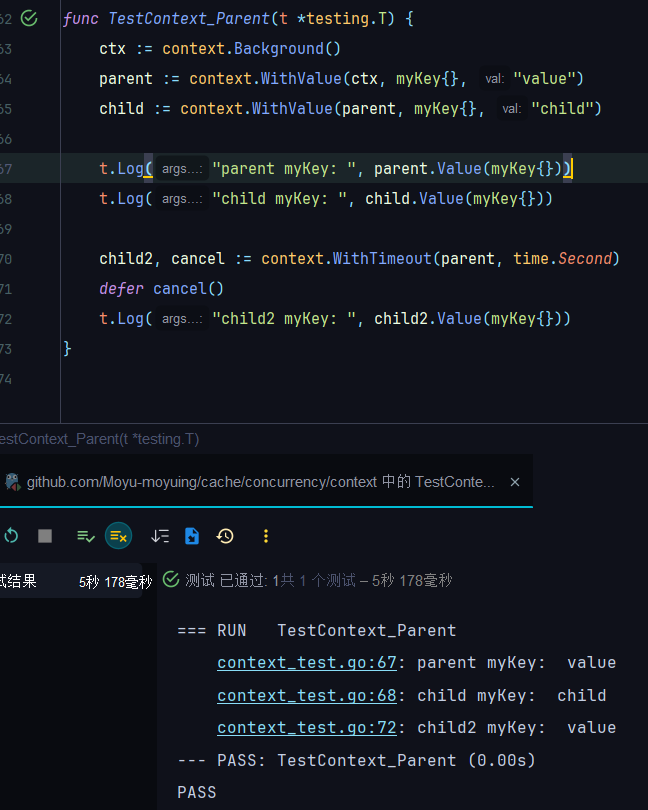 62 func TestContext_Parent(t *testing.T) {
63 ctx := context.Background()
64 parent := context.WithValue(ctx, myKey{}, val: "value")
65 child := context.WithValue(parent, myKey{}, val: "child")
66
67 t.Log( args...: "parent myKey: ", parent.Value(myKey{}))
68 t.Log( args...: "child myKey: ", child.Value(myKey{}))
69
70 child2, cancel := context.WithTimeout(parent, time.Second)
71 defer cancel()
72 t.Log( args...: "child2 myKey: ", child2.Value(myKey{}))
73 }
74
estContext_Parent(t *testing.T)
github.com/Moyu-moyuing/cache/concurrency/context 中的 TestConte... ×
试结果 5秒 178毫秒
测试 已通过: 1共 1 个测试 – 5秒 178毫秒
=== RUN TestContext_Parent
context_test.go:67: parent myKey:  value
context_test.go:68: child myKey:  child
context_test.go:72: child2 myKey:  value
--- PASS: TestContext_Parent (0.00s)
PASS